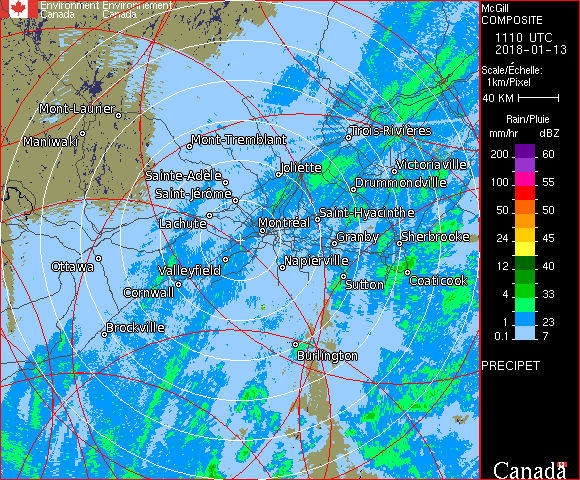 Environment Environnement
Canada Canada
McGill
COMPOSITE
1110 UTC
2018-01-13
Scale/Échelle:
1km/Pixel
40 KM
Rain/Pluie
mm/hr dBZ
200 60
100 55
50 50
24 45
12 40
4 33
2 23
0.1 7
PRECIPET
Canada
Mont-Laurier
Maniwaki
Mont-Tremblant
Trois-Rivières
Sainte-Adele
Joliette
Victoriaville
Saint-Jérôme
Drummondville
Lachute
Montréal
Saint-Hyacinthe
Granby
Sherbrooke
Ottawa
Valleyfield
Napierville
Cornwall
Sutton
Coaticook
Brockville
Burlington